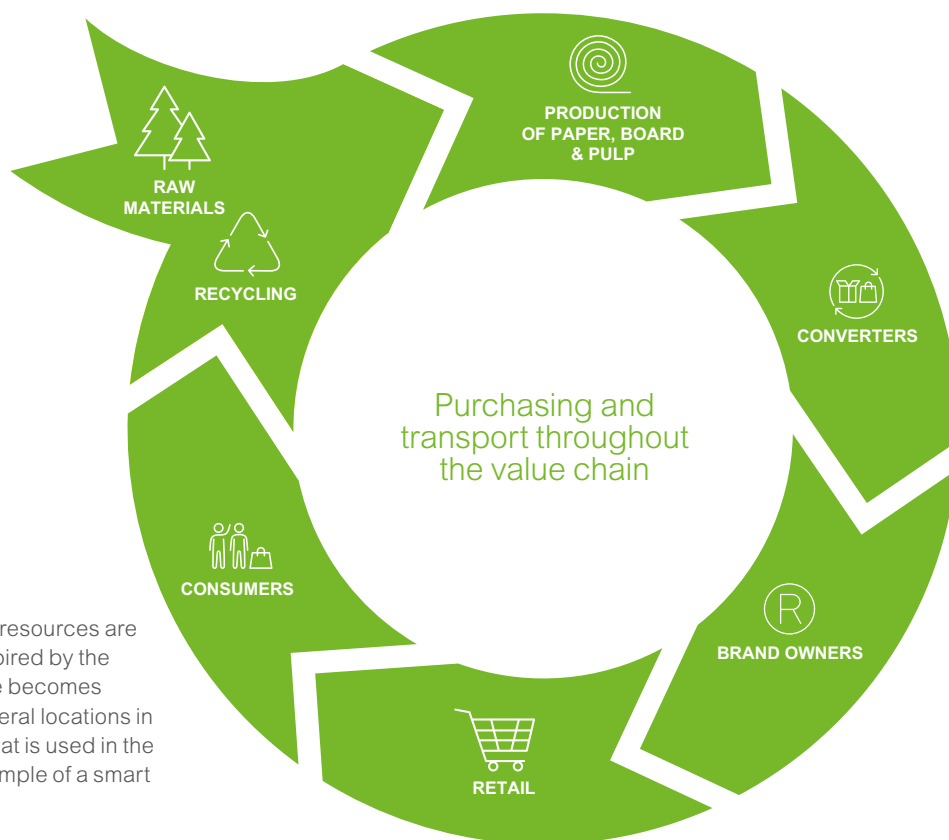 PRODUCTION
OF PAPER, BOARD
& PULP
RAW
MATERIALS
RECYCLING
CONVERTERS
Purchasing and
transport throughout
the value chain
CONSUMERS
R
BRAND OWNERS
RETAIL
resources are
pired by the
e becomes
eral locations in
at is used in the
mple of a smart